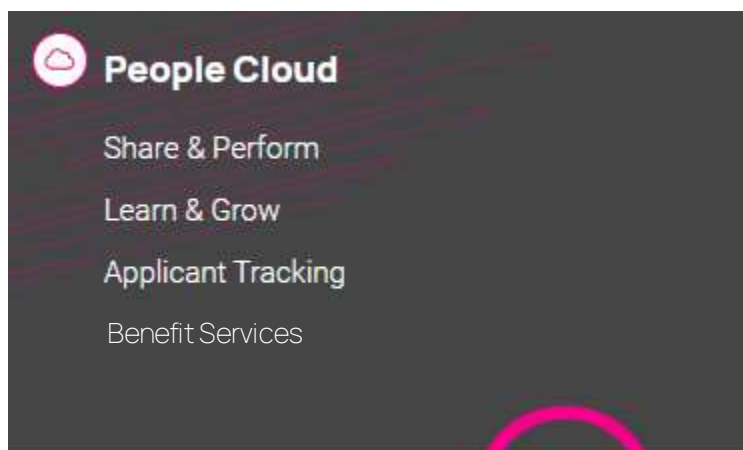 People Cloud
Share & Perform
Learn & Grow
Applicant Tracking
Benefit Services